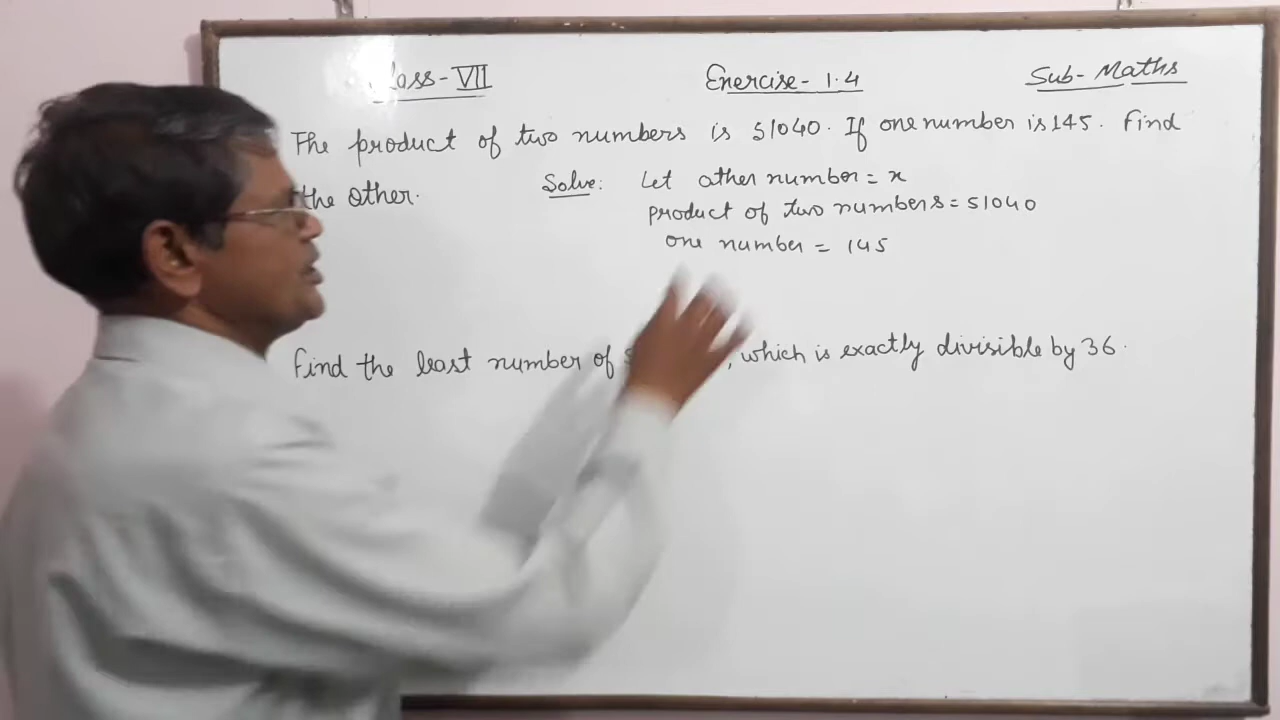 Class-VII Exercise-1.4 Sub-Maths
The product of two numbers is 51040. If one number is 145. Find
the other. Solve: Let other number = x
product of two numbers = 51040
one number = 145
Find the least number of , which is exactly divisible by 36.